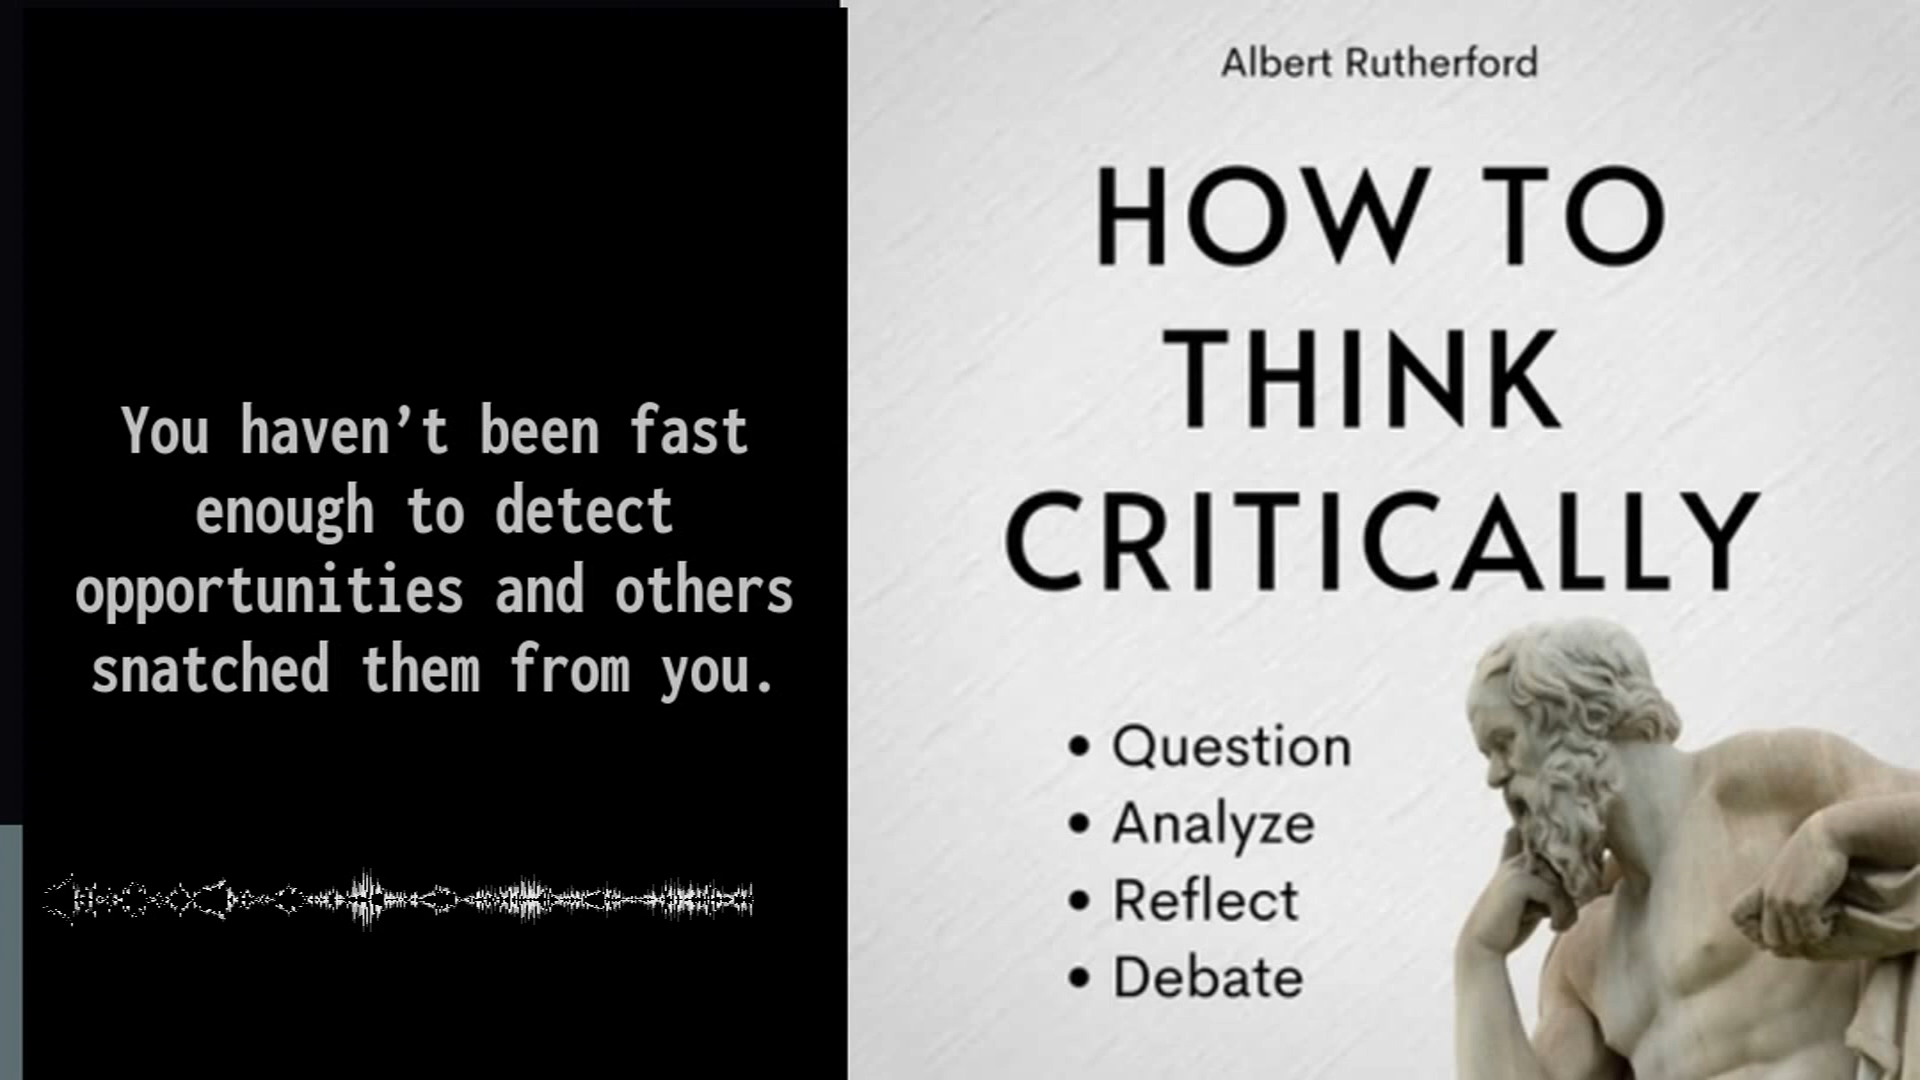 You haven’t been fast
enough to detect
opportunities and others
snatched them from you.
Albert Rutherford
HOW TO
THINK
CRITICALLY
• Question
• Analyze
• Reflect
• Debate